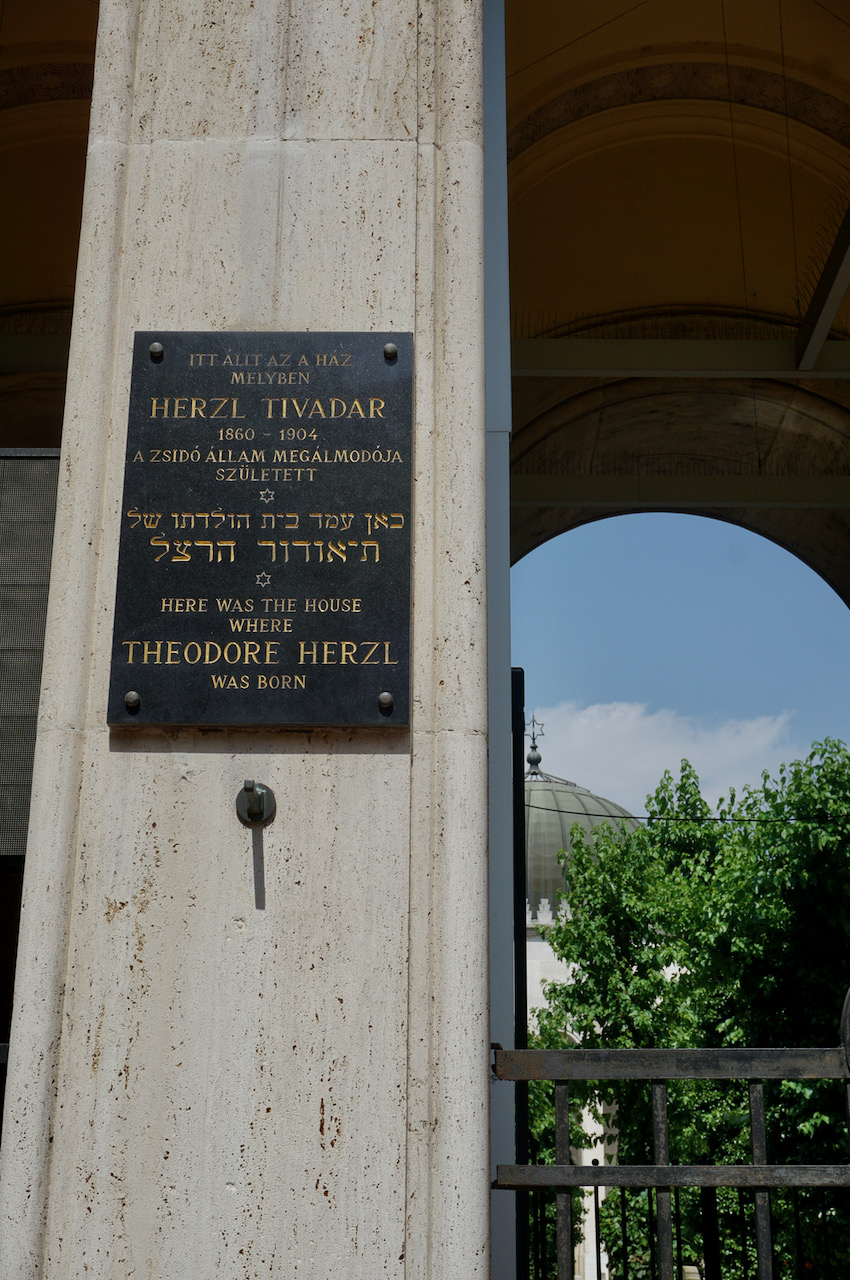 ITT ÁLLT AZ A HÁZ
MELYBEN
HERZL TIVADAR
1860 - 1904
A ZSIDÓ ÁLLAM MEGÁLMODÓJA
SZÜLETETT
כאן עמד בית הולדתו של
תיאודור הרצל
HERE WAS THE HOUSE
WHERE
THEODORE HERZL
WAS BORN